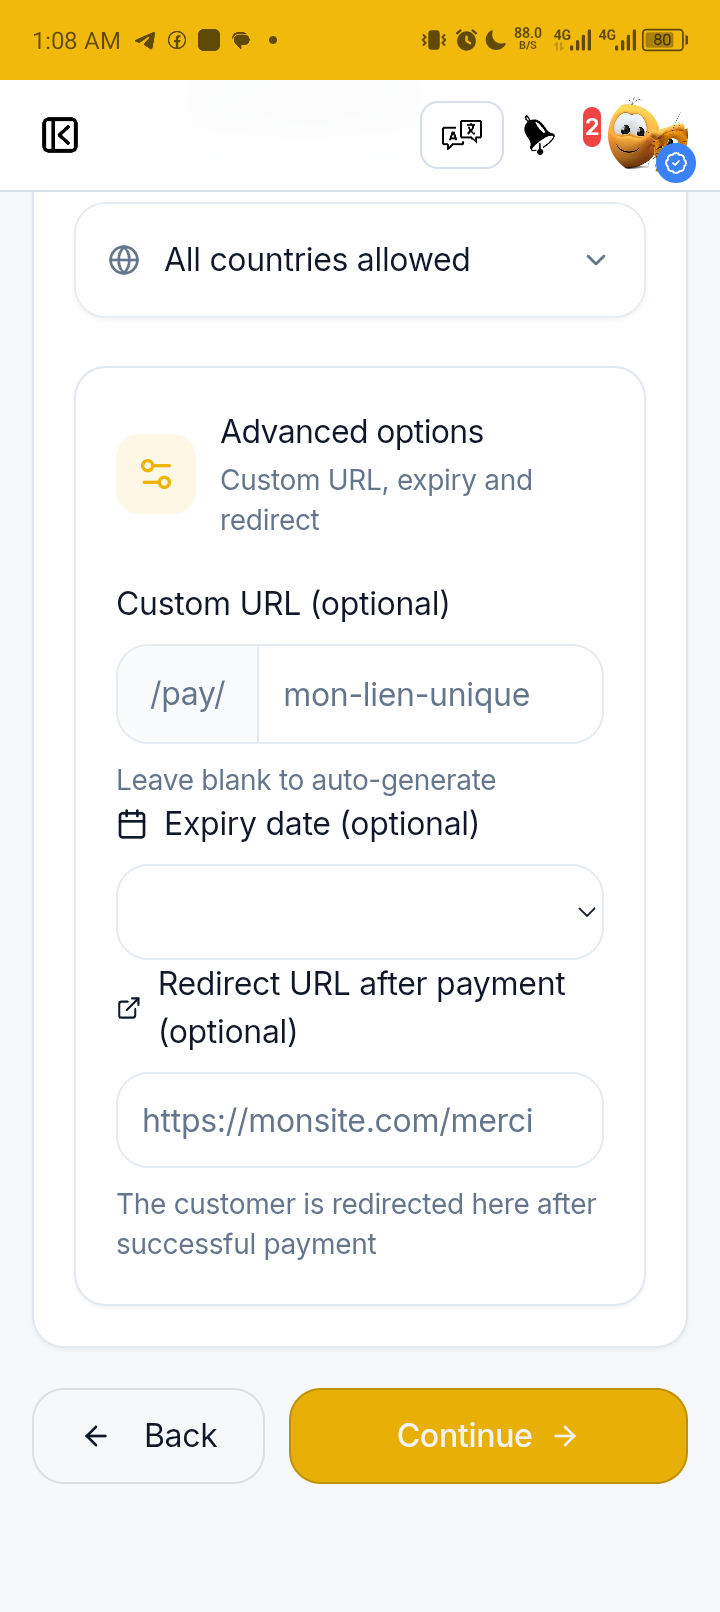 1:08 AM 88.0 B/S 4G 4G 80
A 文 2
All countries allowed
Advanced options
Custom URL, expiry and
redirect
Custom URL (optional)
/pay/ mon-lien-unique
Leave blank to auto-generate
Expiry date (optional)
Redirect URL after payment
(optional)
https://monsite.com/merci
The customer is redirected here after
successful payment
Back Continue